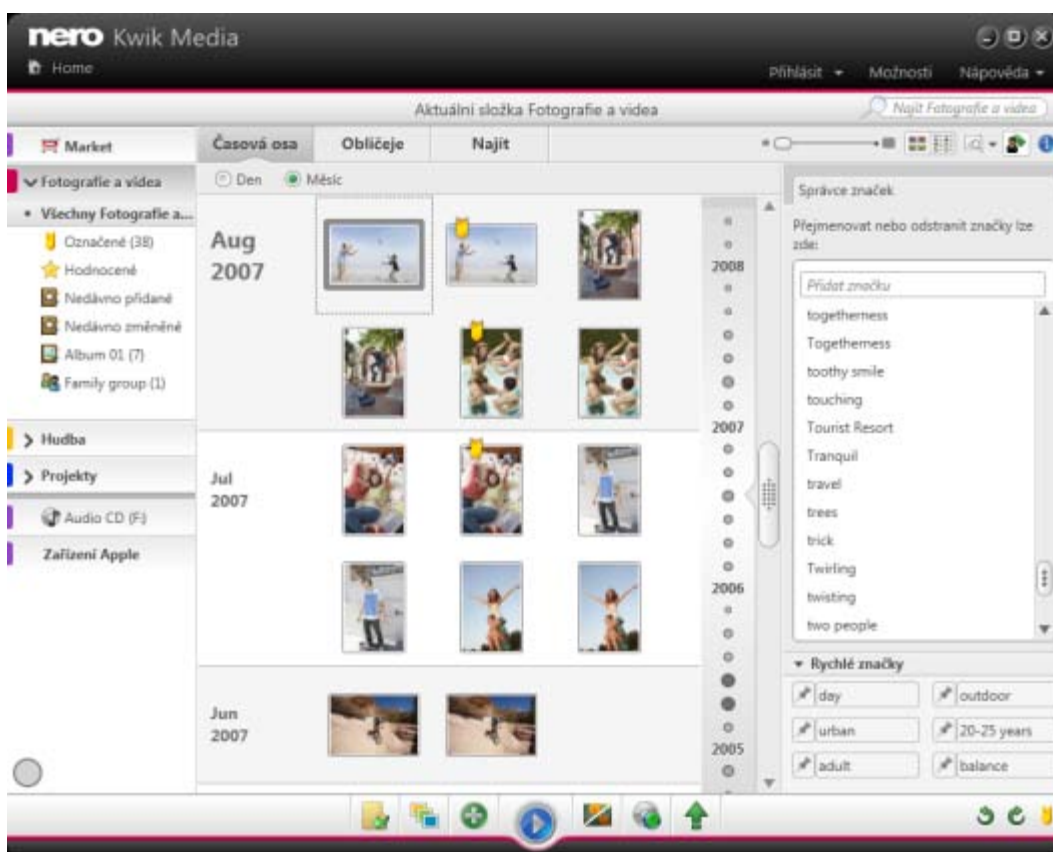 nero Kwik Media
Home
Přihlásit
Možnosti
Nápověda
Aktuální složka Fotografie a videa
Najít Fotografie a videa
Market
Časová osa
Obličeje
Najít
Fotografie a videa
Den
Měsíc
Všechny Fotografie a...
Označené (38)
Hodnocené
Nedávno přidané
Nedávno změněné
Album 01 (7)
Family group (1)
Hudba
Projekty
Audio CD (F:)
Zařízení Apple
Aug
2007
Jul
2007
Jun
2007
2008
2007
2006
2005
Správce značek
Přejmenovat nebo odstranit značky lze
zde:
Přidat značku
togetherness
Togetherness
toothy smile
touching
Tourist Resort
Tranquil
travel
trees
trick
Twirling
twisting
two people
Rychlé značky
day
outdoor
urban
20-25 years
adult
balance